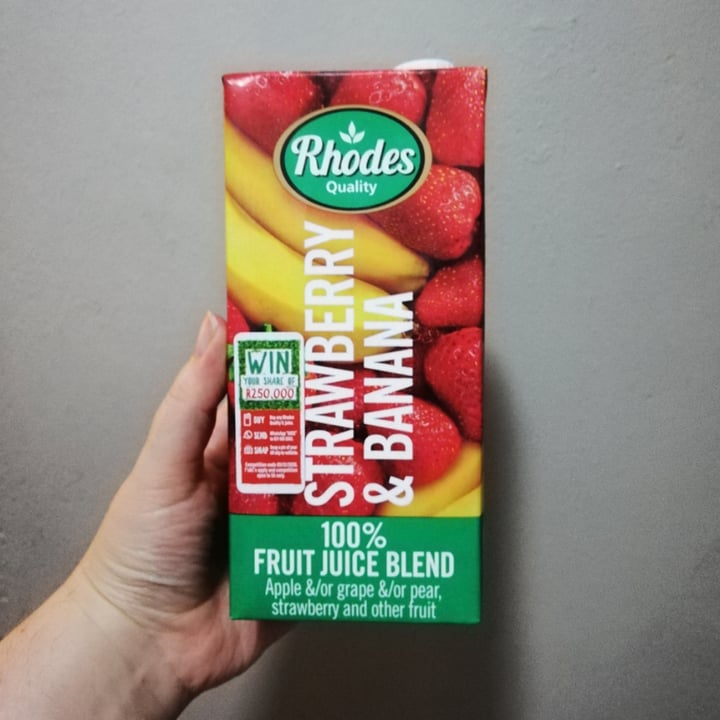 Rhodes
Quality
STRAWBERRY
& BANANA
WIN
YOUR SHARE OF
R250,000
BUY
SEND
SWAP
100%
FRUIT JUICE BLEND
Apple &/or grape &/or pear,
strawberry and other fruit